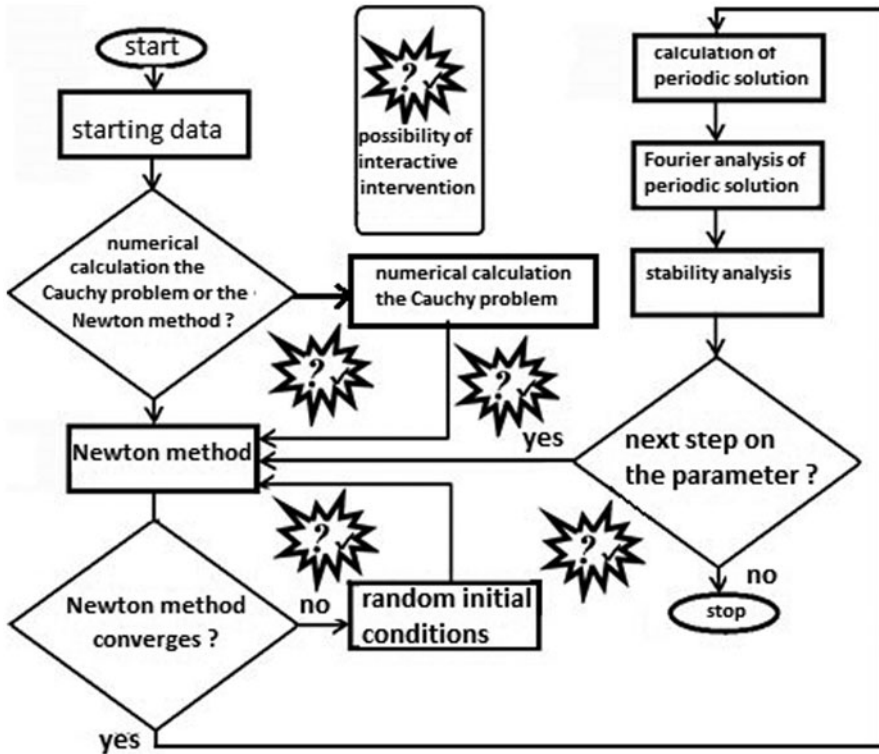 start
starting data
numerical
calculation the
Cauchy problem or the
Newton method ?
?
possibility of
interactive
intervention
numerical calculation
the Cauchy problem
?
?
Newton method
?
Newton method
converges ?
no
random initial
conditions
yes
calculation of
periodic solution
Fourier analysis of
periodic solution
stability analysis
next step on
the parameter ?
yes
?
no
stop